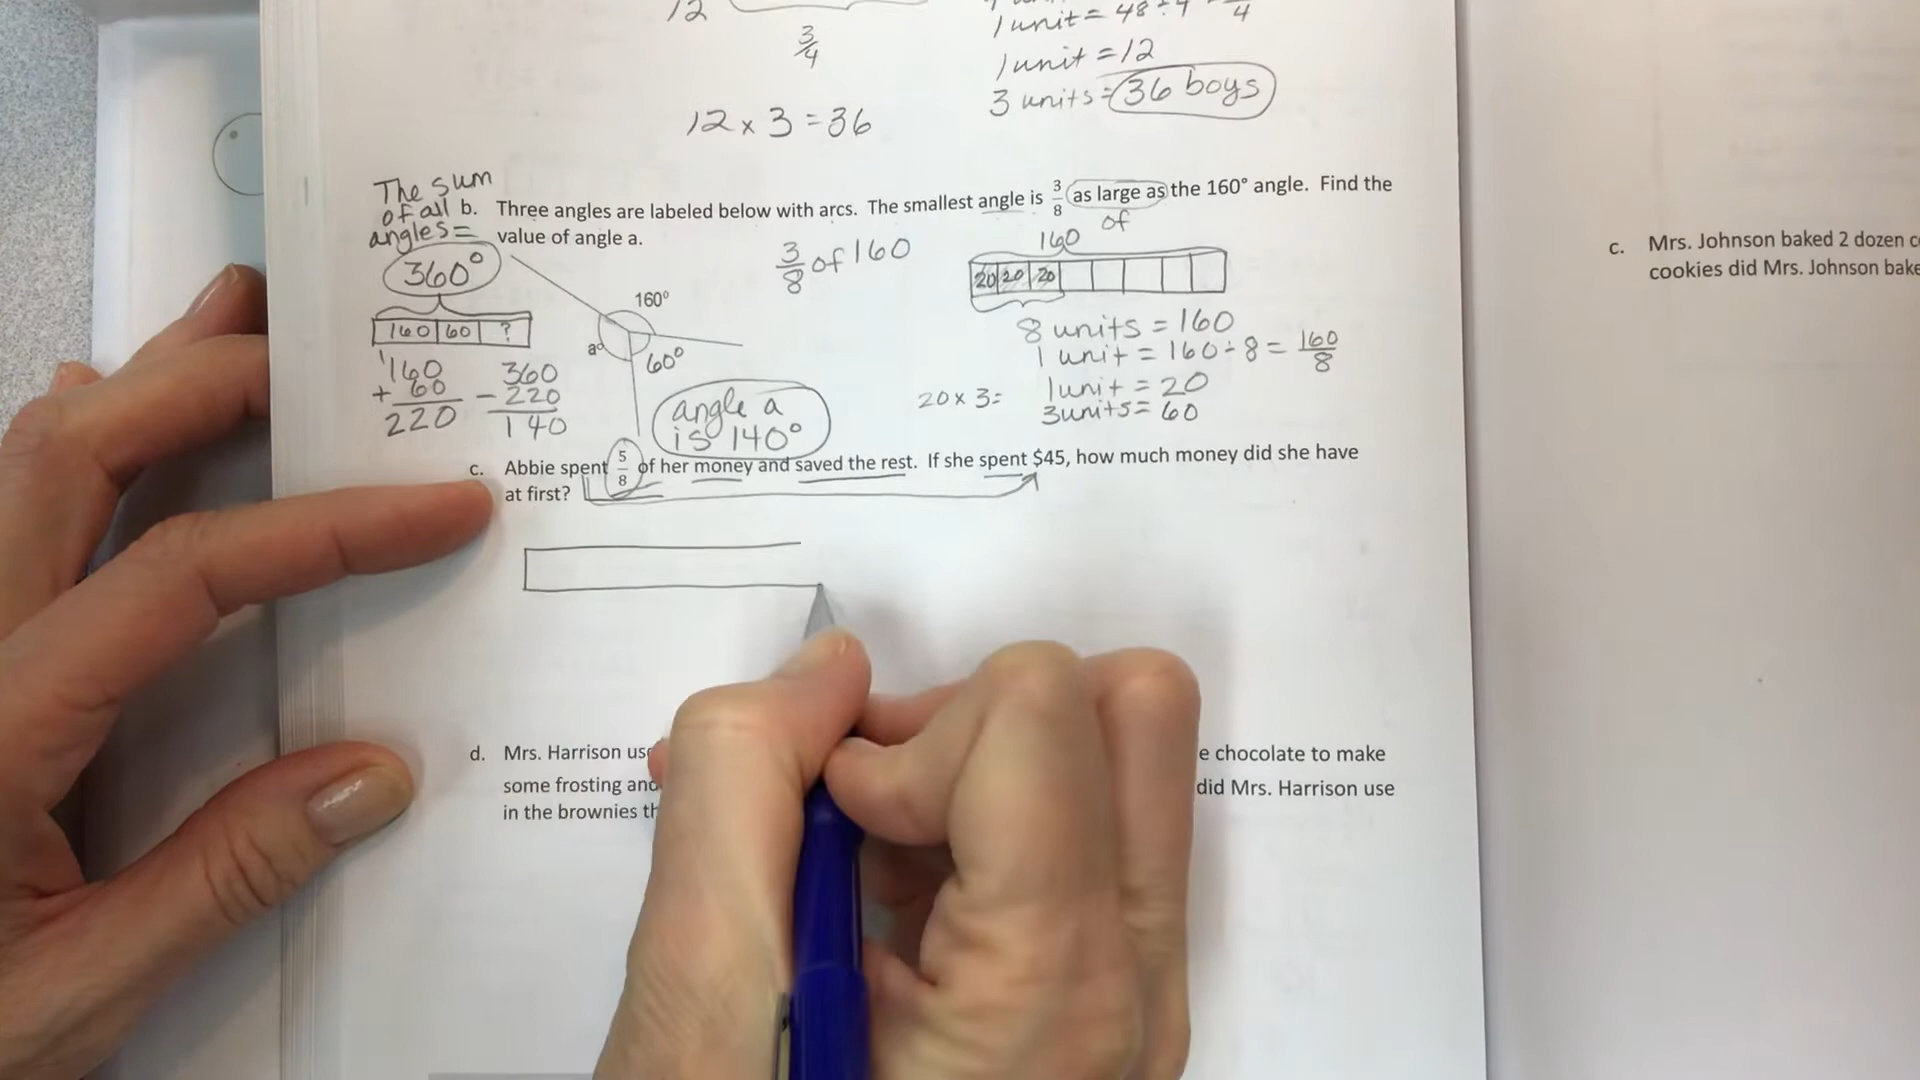 12
3/4
12 x 3 = 36
1 unit = 48 ÷ 4
4
1 unit = 12
3 units = 36 boys
The sum
of all
angles =
360°
b. Three angles are labeled below with arcs. The smallest angle is 3/8 as large as the 160° angle. Find the
value of angle a.
of
3/8 of 160
160
20 20 20
160°
a°
60°
160 60 ?
1
160
+ 60
220
360
- 220
140
angle a
is 140°
8 units = 160
1 unit = 160 ÷ 8 = 160/8
20 x 3 =
1 unit = 20
3 units = 60
c. Abbie spent 5/8 of her money and saved the rest. If she spent $45, how much money did she have
at first?
d. Mrs. Harrison
e chocolate to make
some frosting and
did Mrs. Harrison use
in the brownies
c. Mrs. Johnson baked 2 dozen
cookies did Mrs. Johnson